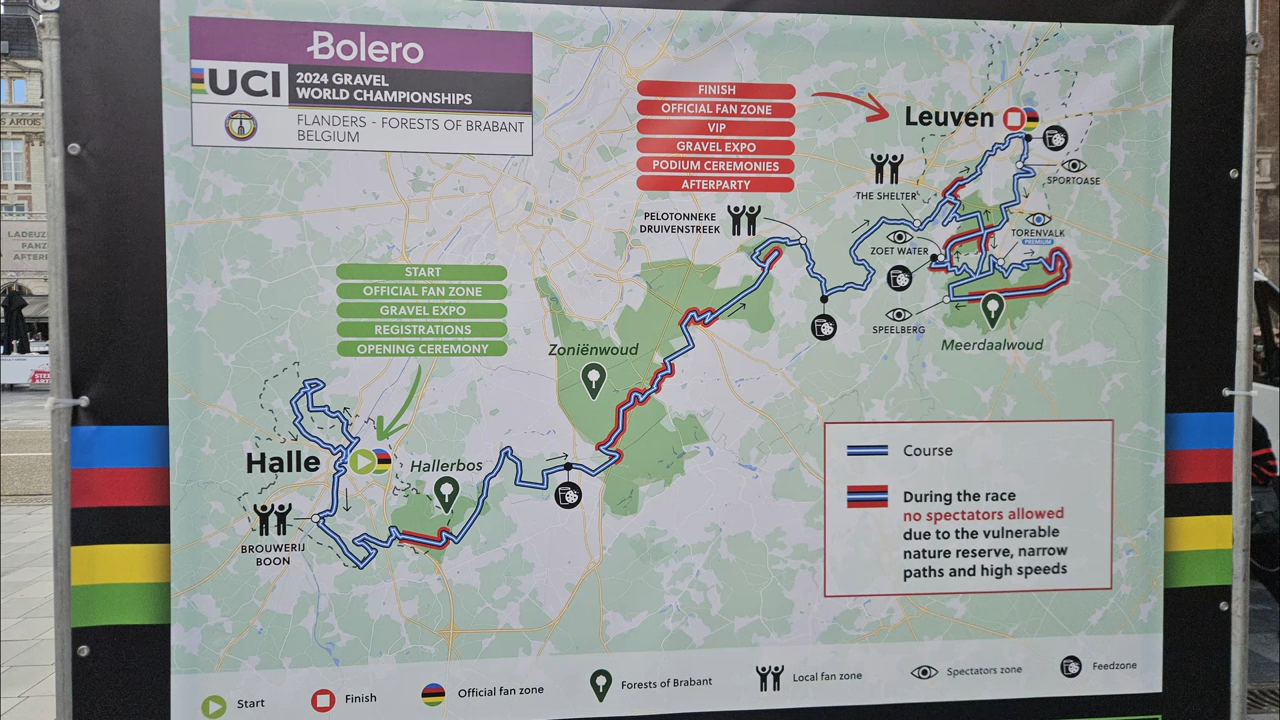 Bolero
UCI
2024 GRAVEL
WORLD CHAMPIONSHIPS
FLANDERS - FORESTS OF BRABANT
BELGIUM
FINISH
OFFICIAL FAN ZONE
VIP
GRAVEL EXPO
PODIUM CEREMONIES
AFTERPARTY
Leuven
THE SHELTER
SPORTOASE
PELOTONNEKE
DRUIVENSTREEK
ZOET WATER
TORENVALK
PREMIUM
SPEELBERG
Meerdaalwoud
START
OFFICIAL FAN ZONE
GRAVEL EXPO
REGISTRATIONS
OPENING CEREMONY
Zoniënwoud
Halle
Hallerbos
BROUWERIJ
BOON
Course
During the race
no spectators allowed
due to the vulnerable
nature reserve, narrow
paths and high speeds
Start
Finish
Official fan zone
Forests of Brabant
Local fan zone
Spectators zone
Feedzone